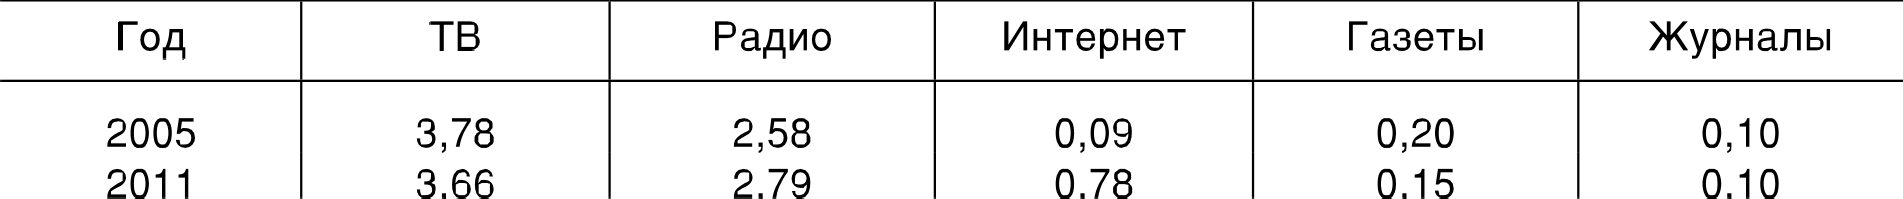 Год ТВ Радио Интернет Газеты Журналы
2005 3,78 2,58 0,09 0,20 0,10
2011 3,66 2,79 0,78 0,15 0,10